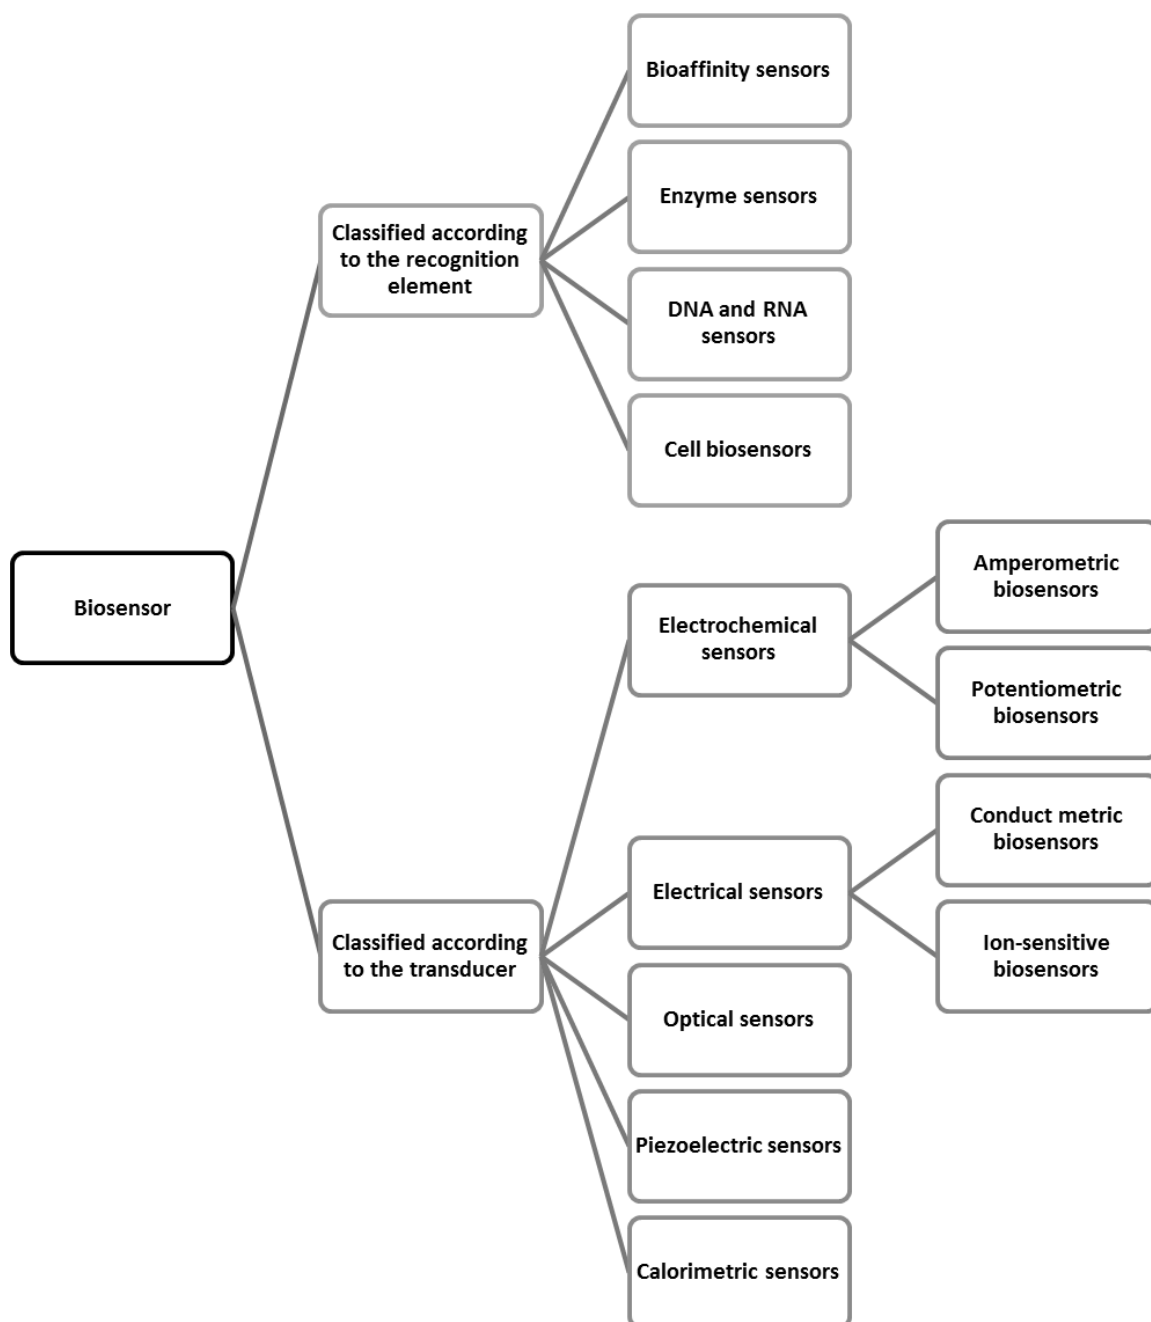 Bioaffinity sensors
Enzyme sensors
Classified according
to the recognition
element
DNA and RNA
sensors
Cell biosensors
Biosensor
Amperometric
biosensors
Electrochemical
sensors
Potentiometric
biosensors
Conduct metric
biosensors
Electrical sensors
Classified according
to the transducer
Ion-sensitive
biosensors
Optical sensors
Piezoelectric sensors
Calorimetric sensors